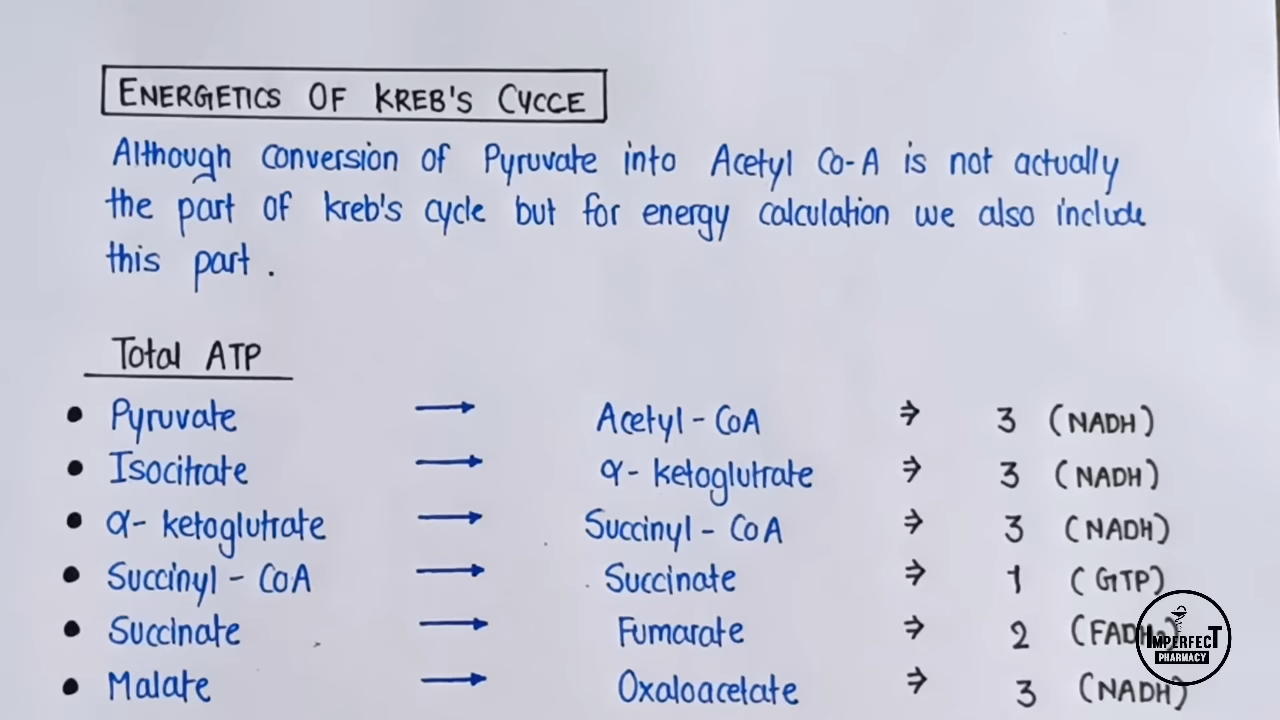 ENERGETICS OF KREB'S CYCCE
Although conversion of Pyruvate into Acetyl Co-A is not actually
the part of kreb's cycle but for energy calculation we also include
this part.
Total ATP
• Pyruvate → Acetyl-CoA ⇒ 3 (NADH)
• Isocitrate → α-ketoglutrate ⇒ 3 (NADH)
• α-ketoglutrate → Succinyl-CoA ⇒ 3 (NADH)
• Succinyl-CoA → Succinate ⇒ 1 (GTP)
• Succinate → Fumarate ⇒ 2 (FADH2)
• Malate → Oxaloacetate ⇒ 3 (NADH)
IMPERFECT
PHARMACY